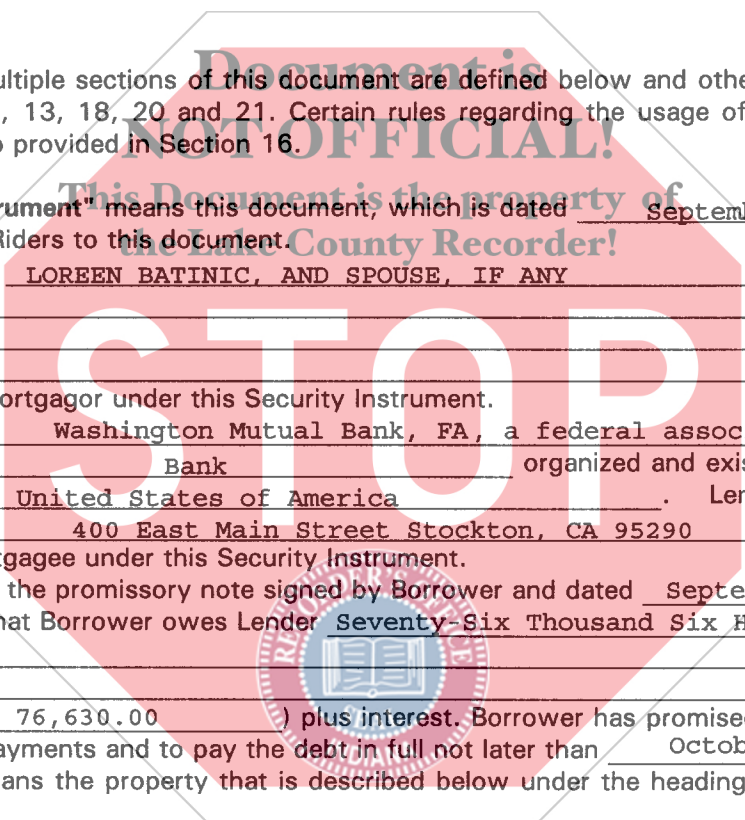 Document is
ultiple sections of this document are defined below and othe
, 13, 18, 20 and 21. Certain rules regarding the usage of
NOT OFFICIAL!
provided in Section 16.
This Document is the property of
rument" means this document, which is dated Septemb
the Lake County Recorder!
Riders to this document.
LOREEN BATINIC, AND SPOUSE, IF ANY
STOP
ortgagor under this Security Instrument.
Washington Mutual Bank, FA, a federal assoc
Bank organized and exis
United States of America . Len
400 East Main Street Stockton, CA 95290
tgagee under this Security Instrument.
the promissory note signed by Borrower and dated Septe
hat Borrower owes Lender Seventy-Six Thousand Six H
RECORDER'S OFFICE
76,630.00 ) plus interest. Borrower has promised
ayments and to pay the debt in full not later than Octob
ans the property that is described below under the heading